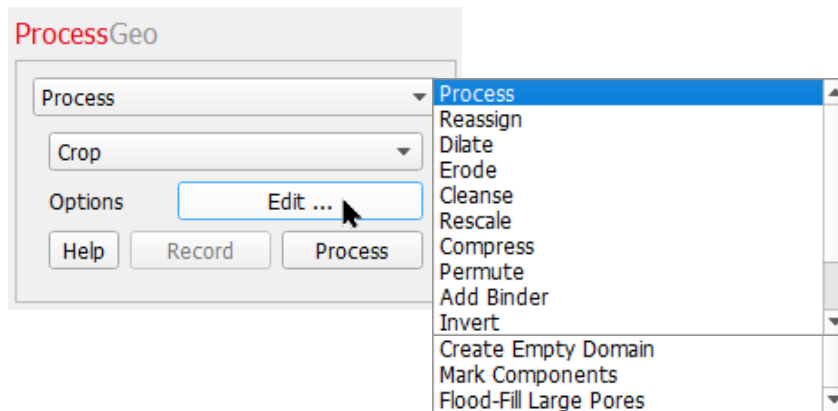 ProcessGeo
Process
Crop
Options
Edit ...
Help
Record
Process
Process
Reassign
Dilate
Erode
Cleanse
Rescale
Compress
Permute
Add Binder
Invert
Create Empty Domain
Mark Components
Flood-Fill Large Pores